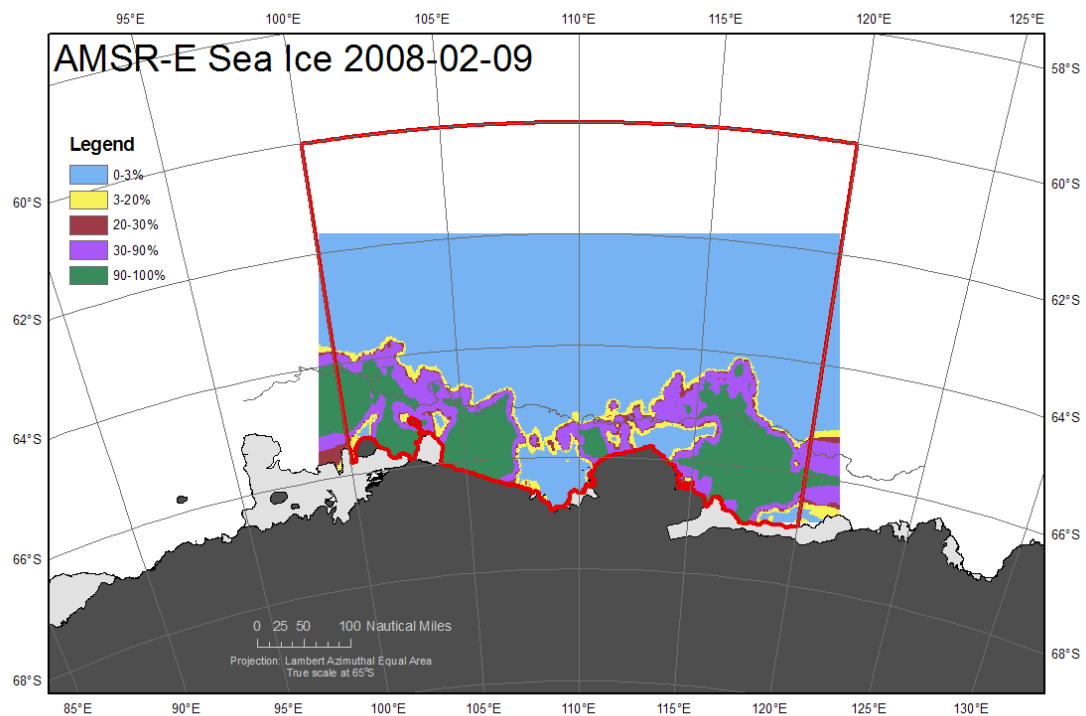 95°E 100°E 105°E 110°E 115°E 120°E 125°E
AMSR-E Sea Ice 2008-02-09
58°S
Legend
0-3%
3-20%
20-30%
30-90%
90-100%
60°S 60°S
62°S 62°S
64°S 64°S
66°S 66°S
68°S 68°S
0 25 50 100 Nautical Miles
Projection: Lambert Azimuthal Equal Area
True scale at 65°S
85°E 90°E 95°E 100°E 105°E 110°E 115°E 120°E 125°E 130°E